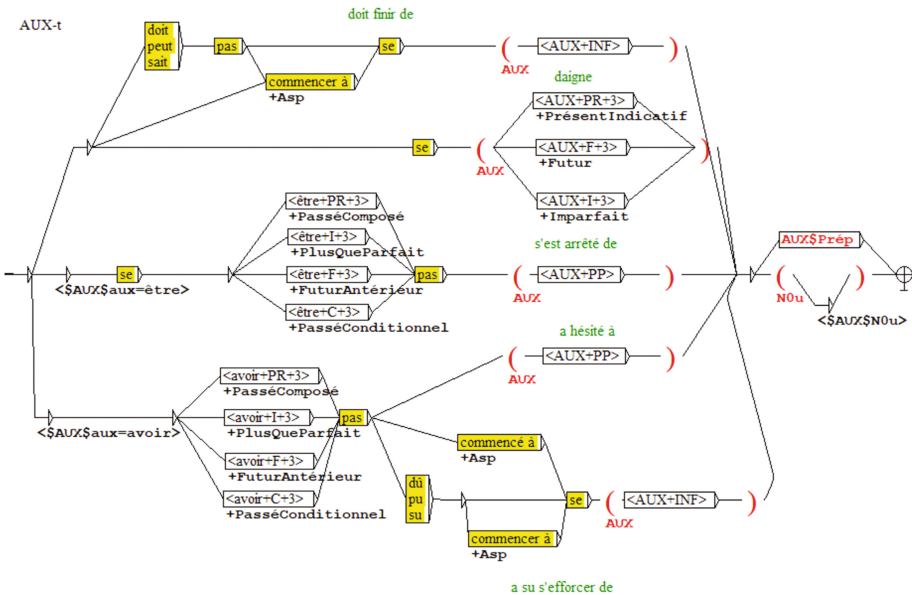 AUX-t
doit finir de
doit
peut
sait
pas
se
( <AUX+INF> )
AUX
commencer à
+Asp
daigne
<AUX+PR+3>
+PrésentIndicatif
se
( <AUX+F+3> )
AUX
+Futur
<AUX+I+3>
+Imparfait
<être+PR+3>
+PasséComposé
<être+I+3>
+PlusQueParfait
s'est arrêté de
se
<$AUX$aux=être>
<être+F+3>
+FuturAntérieur
pas
( <AUX+PP> )
AUX
<être+C+3>
+PasséConditionnel
AUX$Prép
( )
N0u
<$AUX$N0u>
a hésité à
( <AUX+PP> )
AUX
<avoir+PR+3>
+PasséComposé
<$AUX$aux=avoir>
<avoir+I+3>
+PlusQueParfait
pas
<avoir+F+3>
+FuturAntérieur
<avoir+C+3>
+PasséConditionnel
commencé à
+Asp
dû
pu
su
se
( <AUX+INF> )
AUX
commencer à
+Asp
a su s'efforcer de